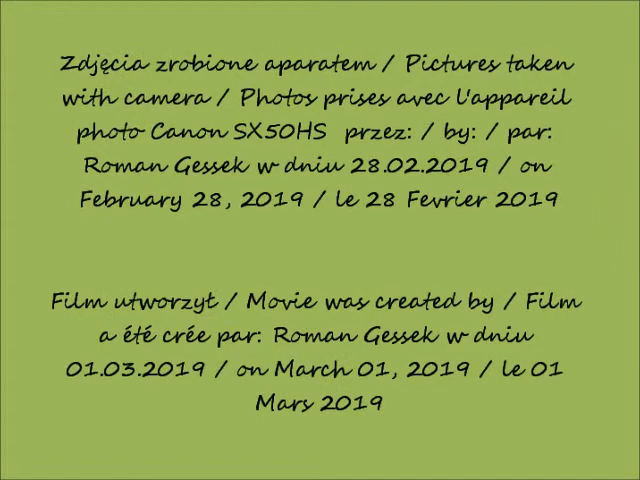 Zdjęcia zrobione aparatem / Pictures taken
with camera / Photos prises avec l'appareil
photo Canon SX50HS przez: / by: / par:
Roman Gessek w dniu 28.02.2019 / on
February 28, 2019 / le 28 Fevrier 2019
Film utworzył / Movie was created by / Film
a été crée par: Roman Gessek w dniu
01.03.2019 / on March 01, 2019 / le 01
Mars 2019